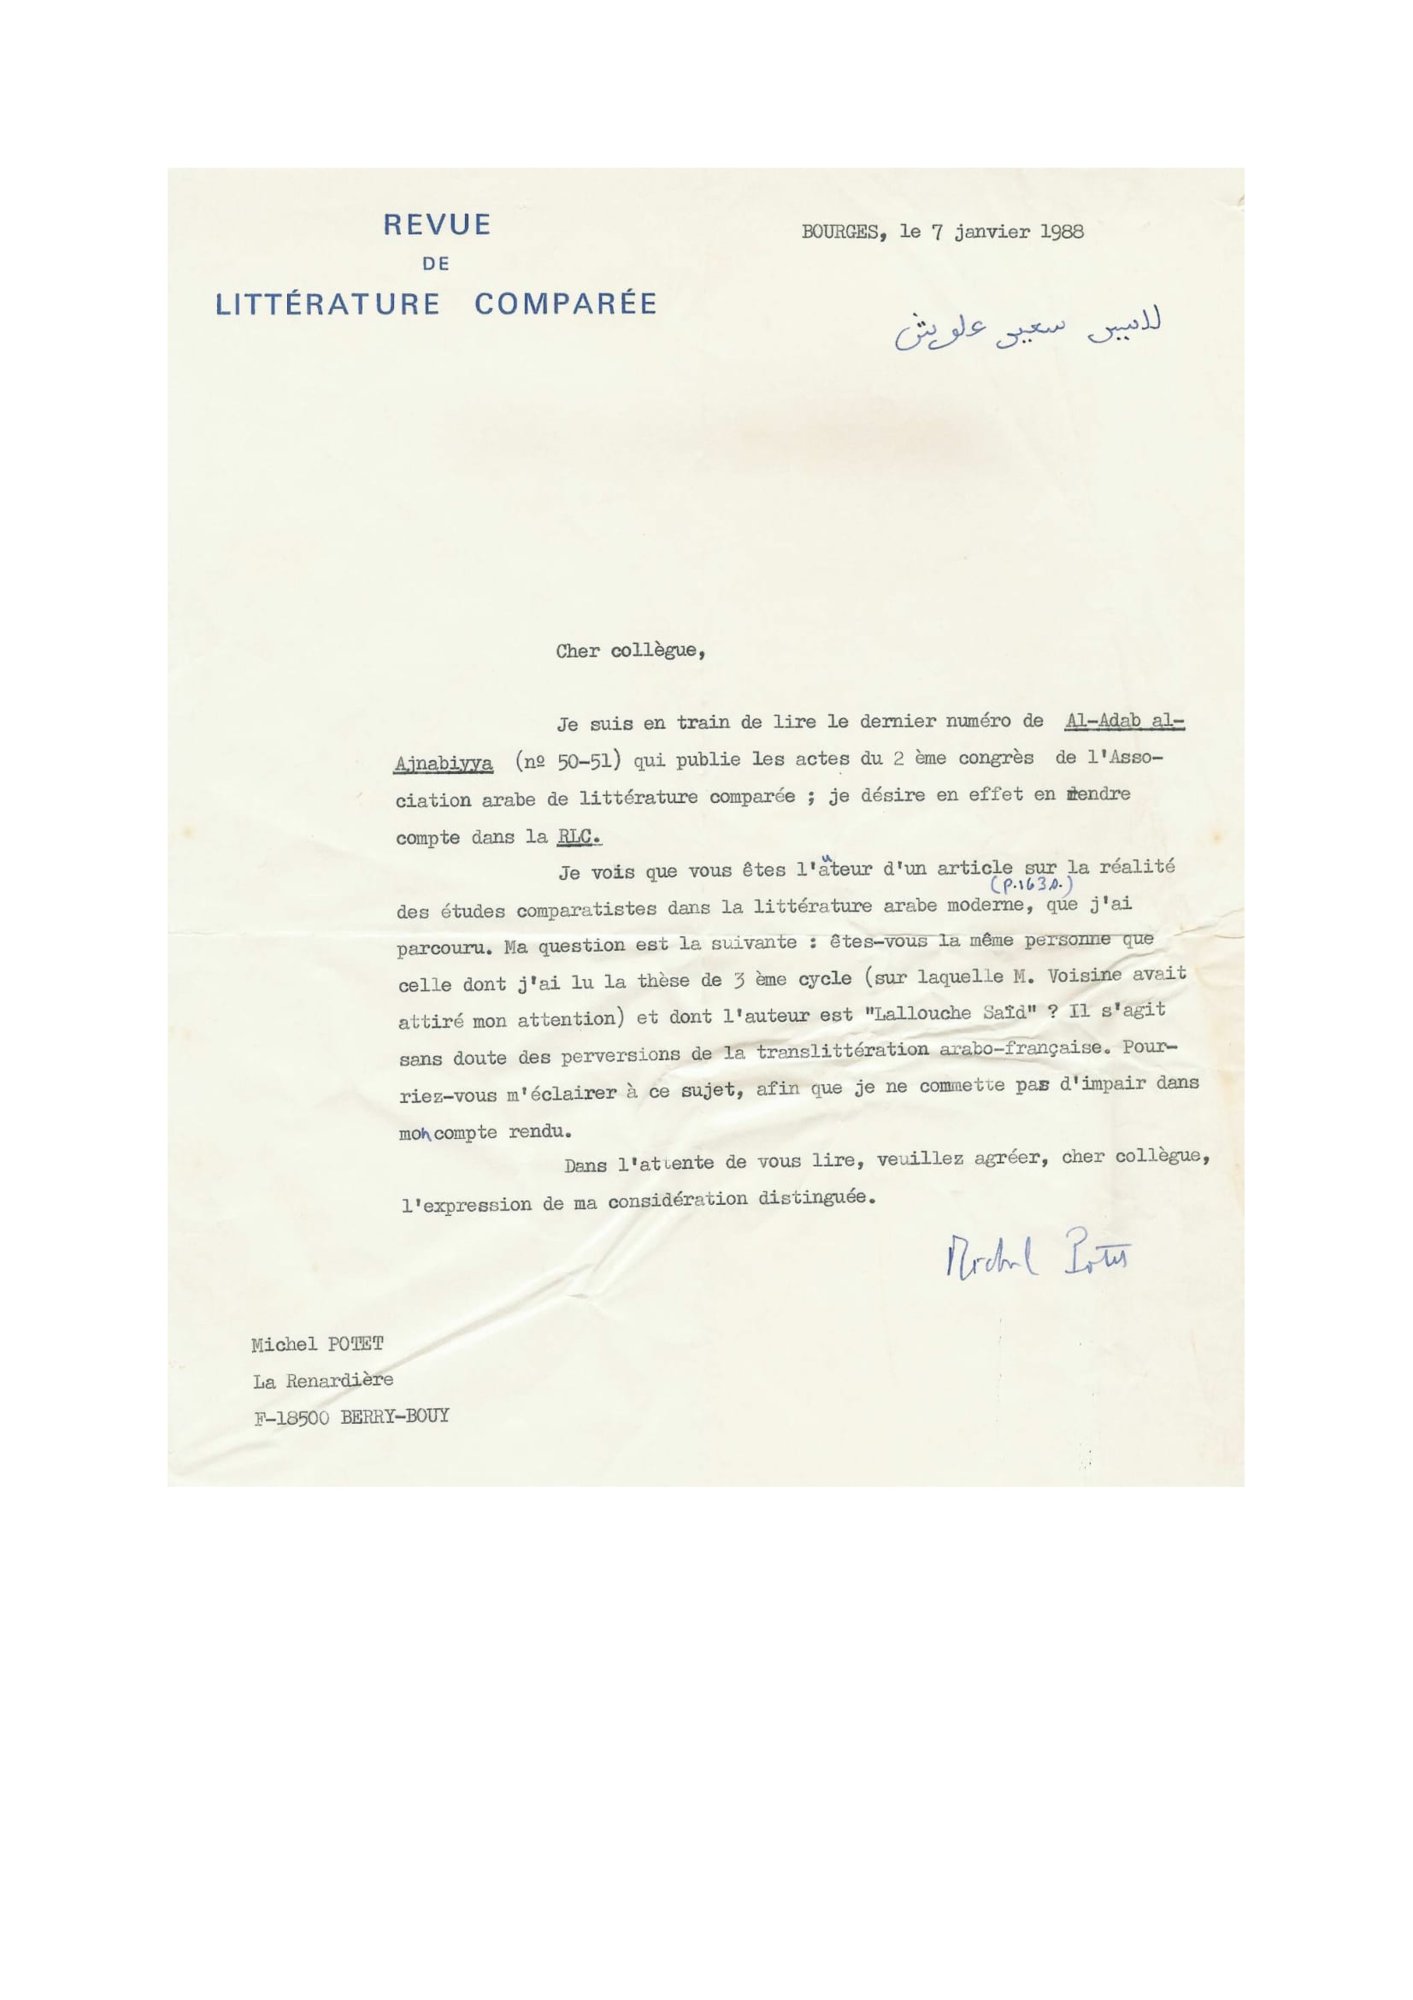 REVUE
DE
LITTÉRATURE COMPARÉE
BOURGES, le 7 janvier 1988
للاسيد سعيد علوش
Cher collègue,
Je suis en train de lire le dernier numéro de Al-Adab al-
Ajnabiyya (nº 50-51) qui publie les actes du 2 ème congrès de l'Asso-
ciation arabe de littérature comparée ; je désire en effet en rendre
compte dans la RLC.
Je vois que vous êtes l'auteur d'un article sur la réalité
(p.163s.)
des études comparatistes dans la littérature arabe moderne, que j'ai
parcouru. Ma question est la suivante : êtes-vous la même personne que
celle dont j'ai lu la thèse de 3 ème cycle (sur laquelle M. Voisine avait
attiré mon attention) et dont l'auteur est "Lallouche Saïd" ? Il s'agit
sans doute des perversions de la translittération arabo-française. Pour-
riez-vous m'éclairer à ce sujet, afin que je ne commette pas d'impair dans
mon compte rendu.
Dans l'attente de vous lire, veuillez agréer, cher collègue,
l'expression de ma considération distinguée.
Michel Potet
Michel POTET
La Renardière
F-18500 BERRY-BOUY